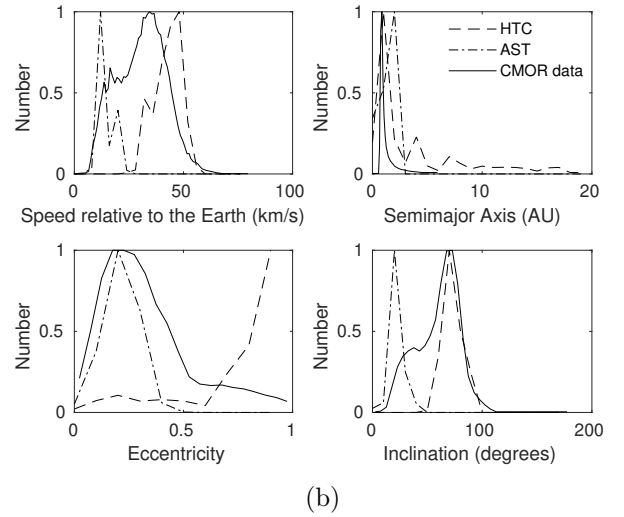 1
0.5
0
Number
0 50 100
Speed relative to the Earth (km/s)
1
0.5
0
Number
HTC
AST
CMOR data
0 10 20
Semimajor Axis (AU)
1
0.5
0
Number
0 0.5 1
Eccentricity
1
0.5
0
Number
0 100 200
Inclination (degrees)
(b)